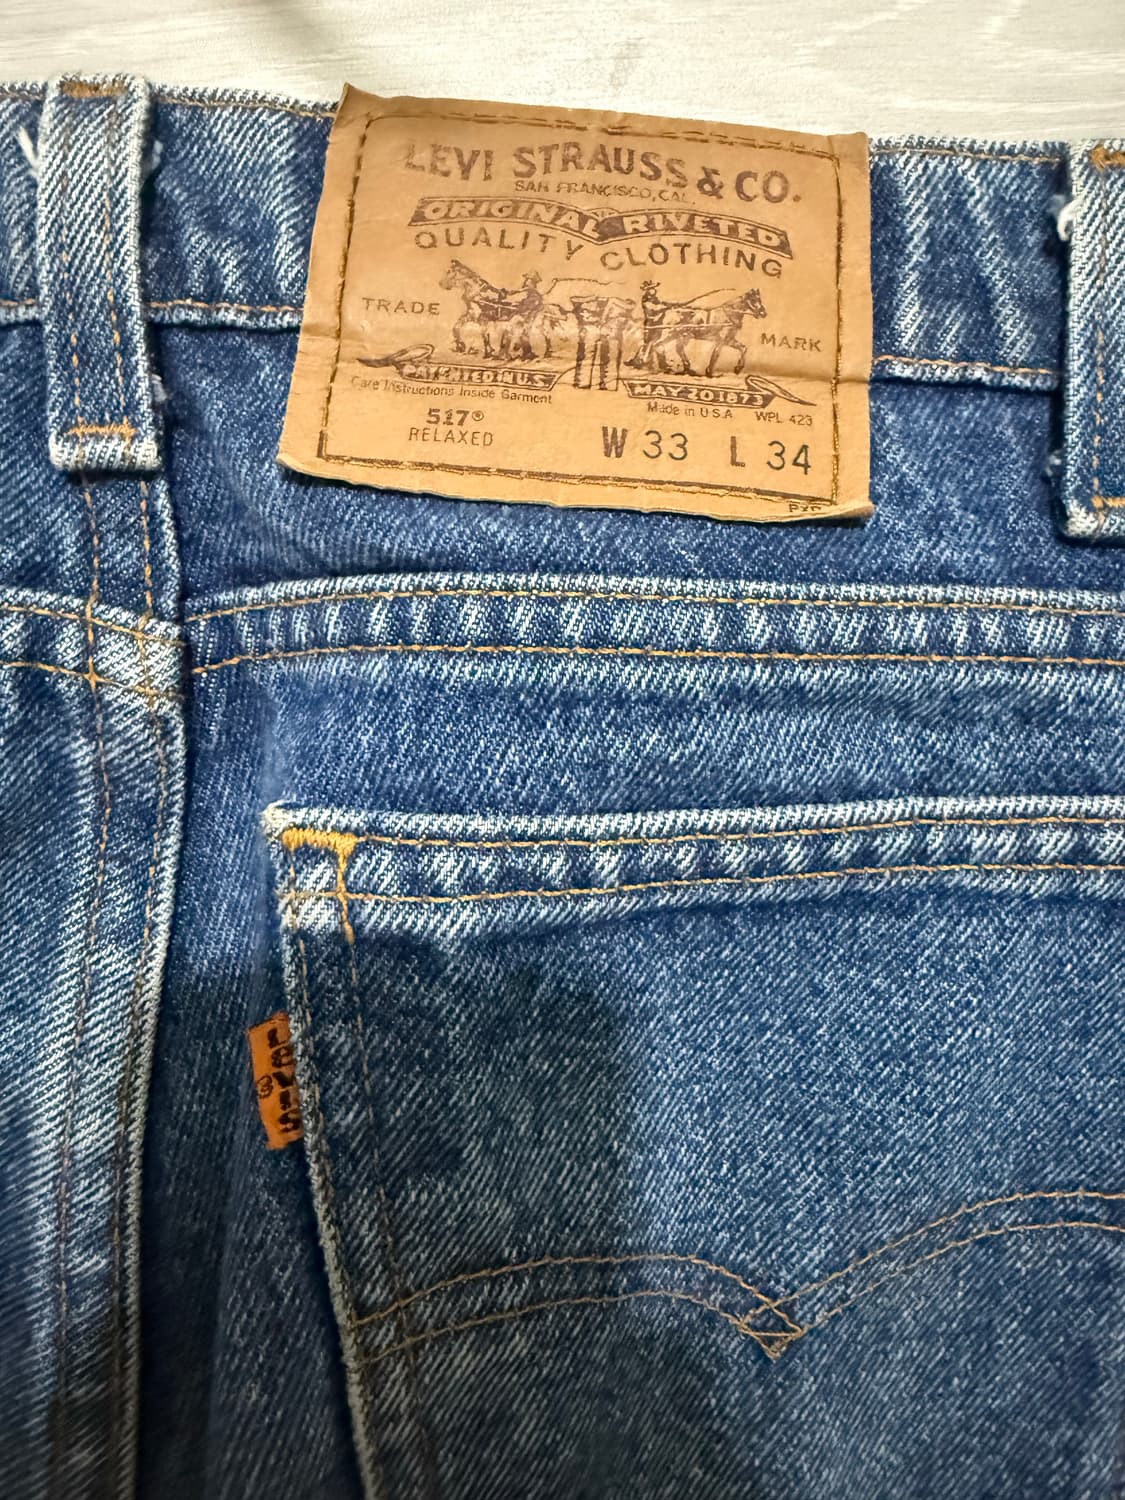 LEVI STRAUSS & CO.
SAN FRANCISCO, CAL.
ORIGINAL RIVETED
QUALITY CLOTHING
TRADE MARK
PATENTED IN U.S. MAY 20 1873
Care Instructions Inside Garment
Made in U.S.A WPL 423
517®
RELAXED
W 33 L 34
LEVI'S
®